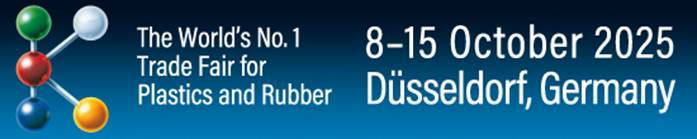 The World's No. 1
Trade Fair for
Plastics and Rubber
8–15 October 2025
Düsseldorf, Germany